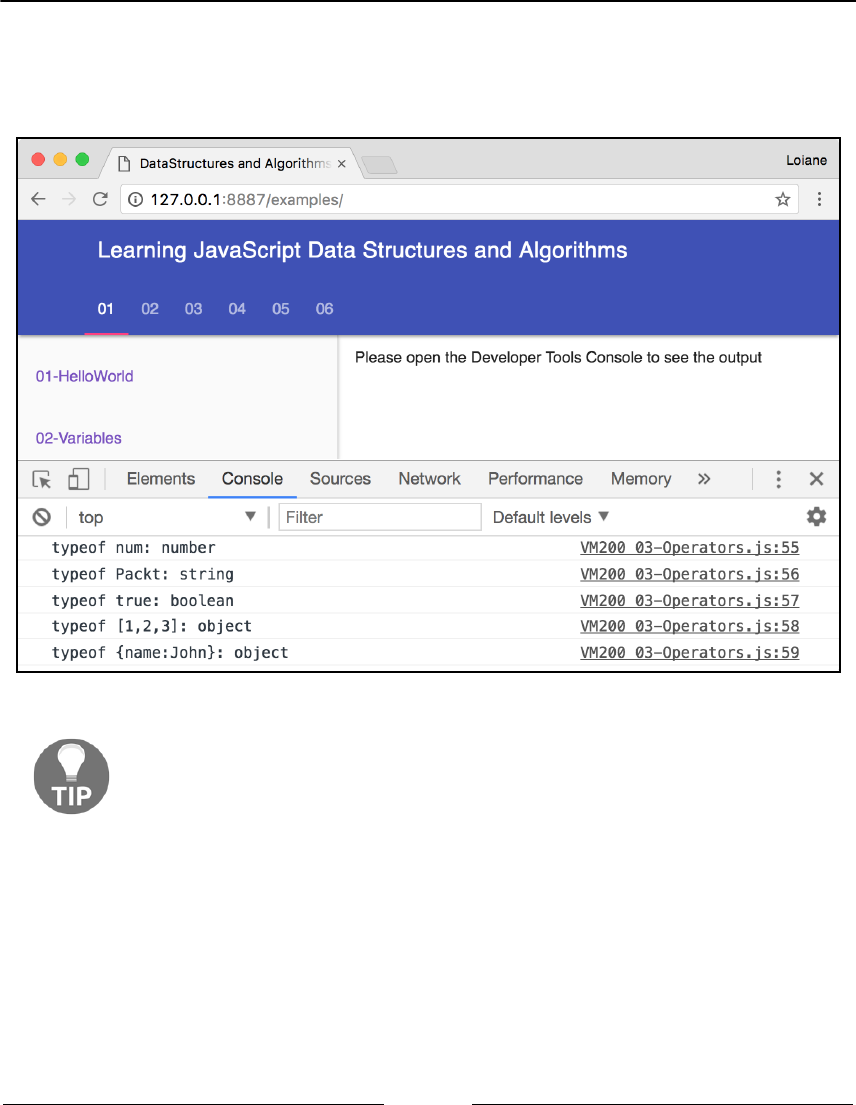 DataStructures and Algorithms
Loiane
127.0.0.1:8887/examples/
Learning JavaScript Data Structures and Algorithms
01 02 03 04 05 06
01-HelloWorld
Please open the Developer Tools Console to see the output
02-Variables
Elements Console Sources Network Performance Memory
top Filter Default levels
typeof num: number VM200 03-Operators.js:55
typeof Packt: string VM200 03-Operators.js:56
typeof true: boolean VM200 03-Operators.js:57
typeof [1,2,3]: object VM200 03-Operators.js:58
typeof {name:John}: object VM200 03-Operators.js:59
TIP